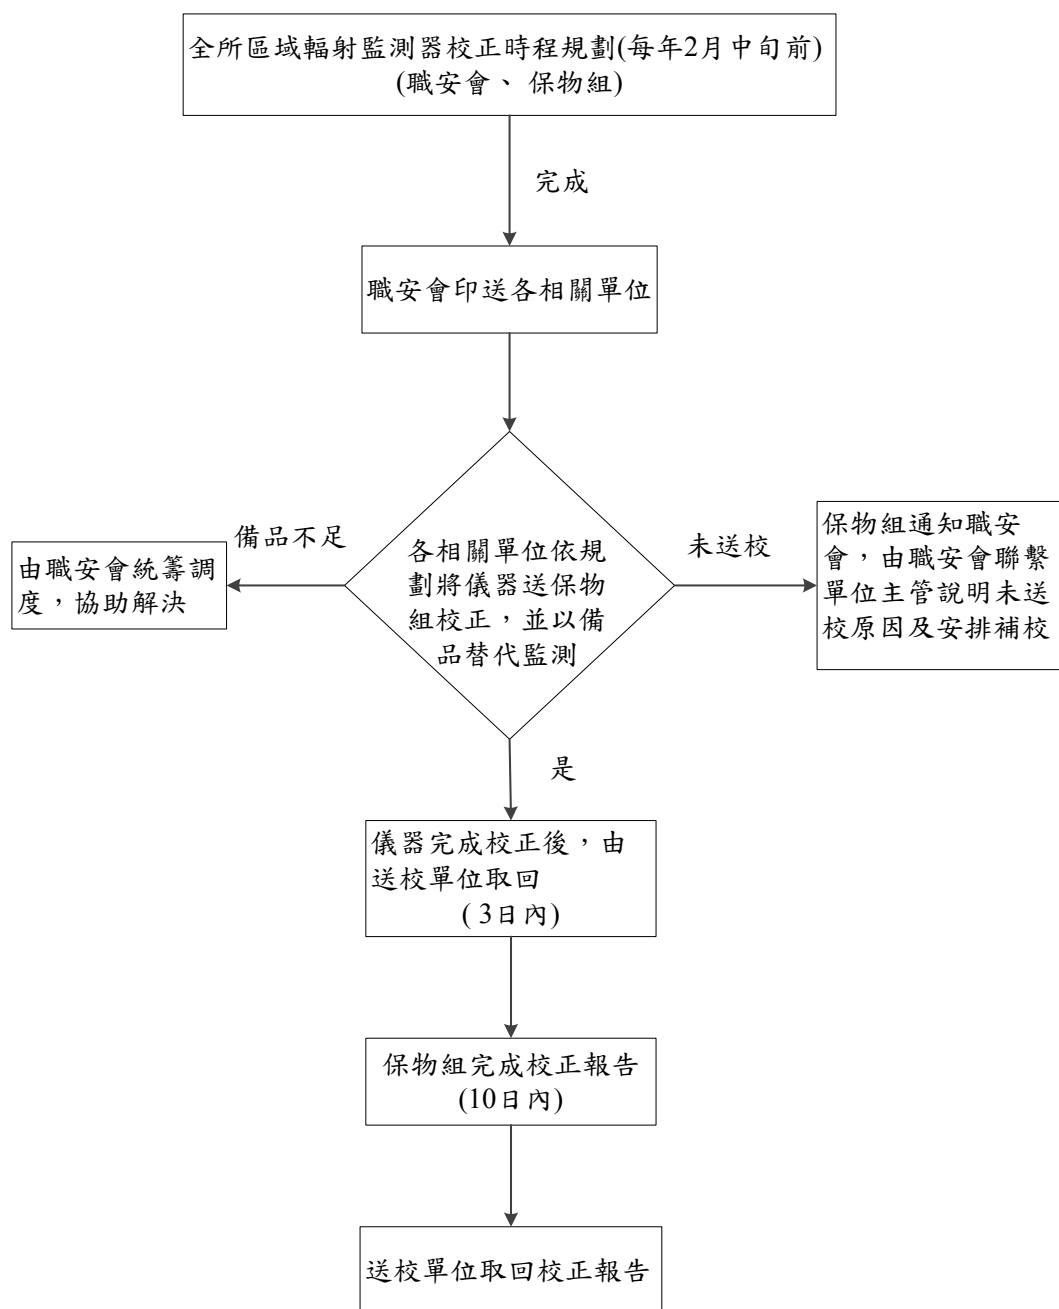 全所區域輻射監測器校正時程規劃(每年2月中旬前)
(職安會、保物組)
完成
職安會印送各相關單位
備品不足
由職安會統籌調
度，協助解決
各相關單位依規
劃將儀器送保物
組校正，並以備
品替代監測
未送校
保物組通知職安
會，由職安會聯繫
單位主管說明未送
校原因及安排補校
是
儀器完成校正後，由
送校單位取回
( 3日內)
保物組完成校正報告
(10日內)
送校單位取回校正報告